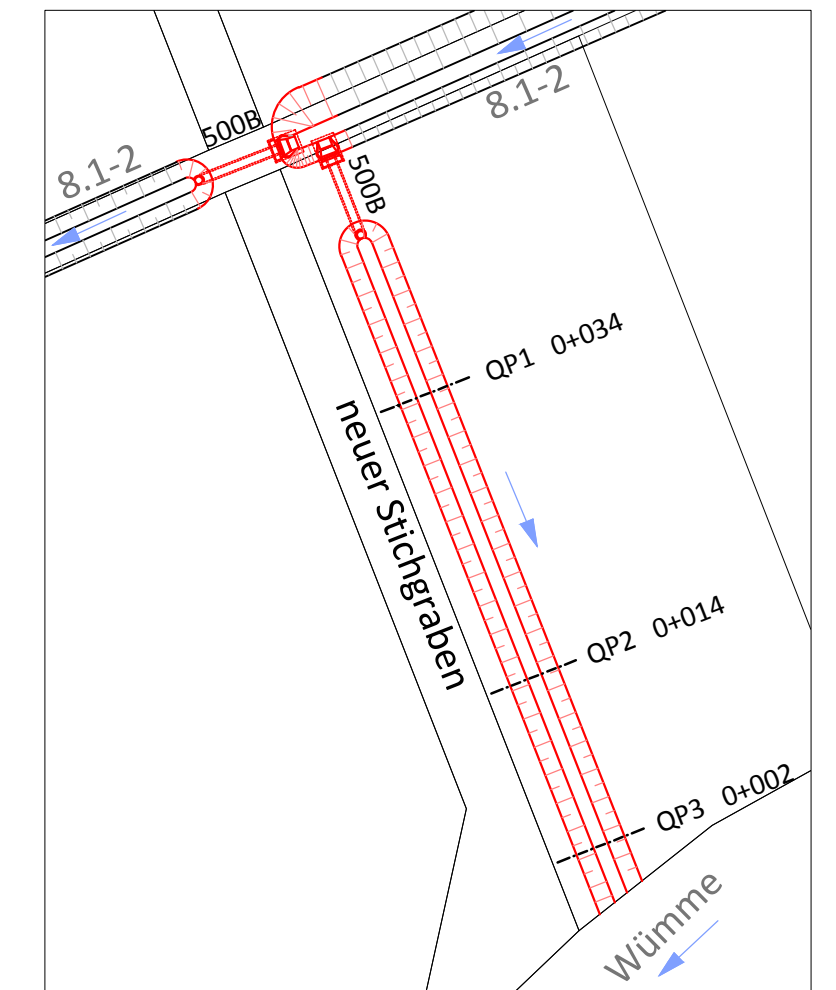 8.1-2
500B
8.1-2
500B
QP1 0+034
neuer Stichgraben
QP2 0+014
QP3 0+002
Wümme